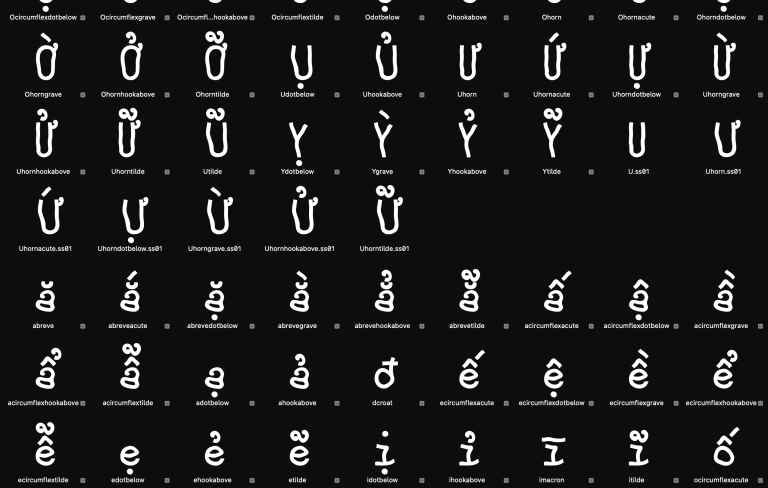 Ocircumflexdotbelow Ocircumflexgrave Ocircumfl...hookabove Ocircumflextilde Odotbelow Ohookabove Ohorn Ohornacute Ohorndotbelow
Ờ Ở Ỡ Ụ Ủ Ư Ứ Ự Ừ
Ohorngrave Ohornhookabove Ohorntilde Udotbelow Uhookabove Uhorn Uhornacute Uhorndotbelow Uhorngrave
Ử Ữ Ũ Ỵ Ỳ Ỷ Ỹ U Ư
Uhornhookabove Uhorntilde Utilde Ydotbelow Ygrave Yhookabove Ytilde U.ss01 Uhorn.ss01
Ứ Ự Ừ Ử Ữ
Uhornacute.ss01 Uhorndotbelow.ss01 Uhorngrave.ss01 Uhornhookabove.ss01 Uhorntilde.ss01
ă ắ ặ ằ ẳ ẵ ấ ậ ầ
abreve abreveacute abrevedotbelow abrevegrave abrevehookabove abrevetilde acircumflexacute acircumflexdotbelow acircumflexgrave
ẩ ẫ ạ ả đ ế ệ ề ể
acircumflexhookabove acircumflextilde adotbelow ahookabove dcroat ecircumflexacute ecircumflexdotbelow ecircumflexgrave ecircumflexhookabove
ễ ẹ ẻ ẽ ị ỉ ī ĩ ố
ecircumflextilde edotbelow ehookabove etilde idotbelow ihookabove imacron itilde ocircumflexacute